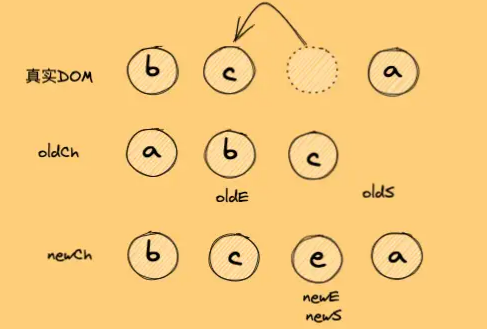 真实DOM b c a
oldCh a b c
oldE oldS
newCh b c e a
newE
newS